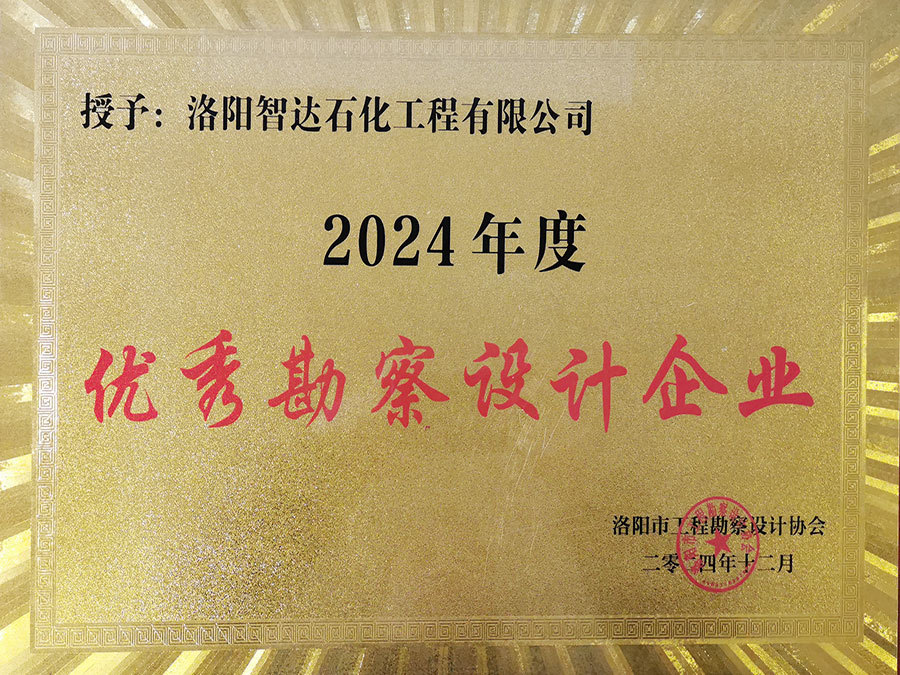 授予：洛阳智达石化工程有限公司
2024年度
优秀勘察设计企业
洛阳市工程勘察设计协会
二零二四年十二月